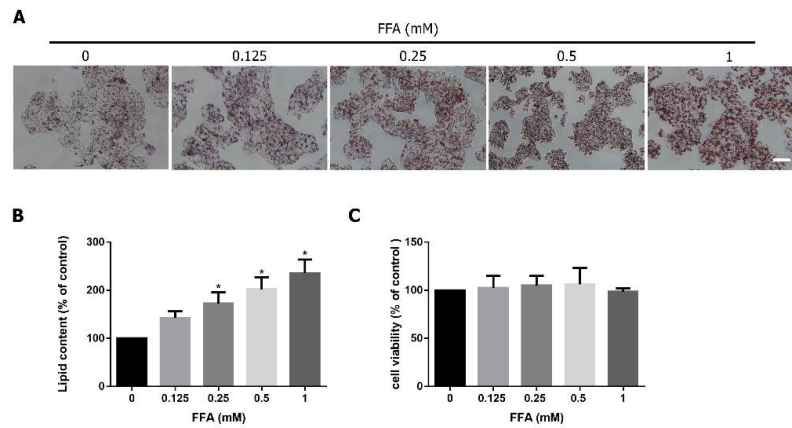 A
FFA (mM)
0 0.125 0.25 0.5 1
B
Lipid content (% of control)
300
200
100
0
* * *
0 0.125 0.25 0.5 1
FFA (mM)
C
cell viability (% of control )
150
100
50
0
0 0.125 0.25 0.5 1
FFA (mM)